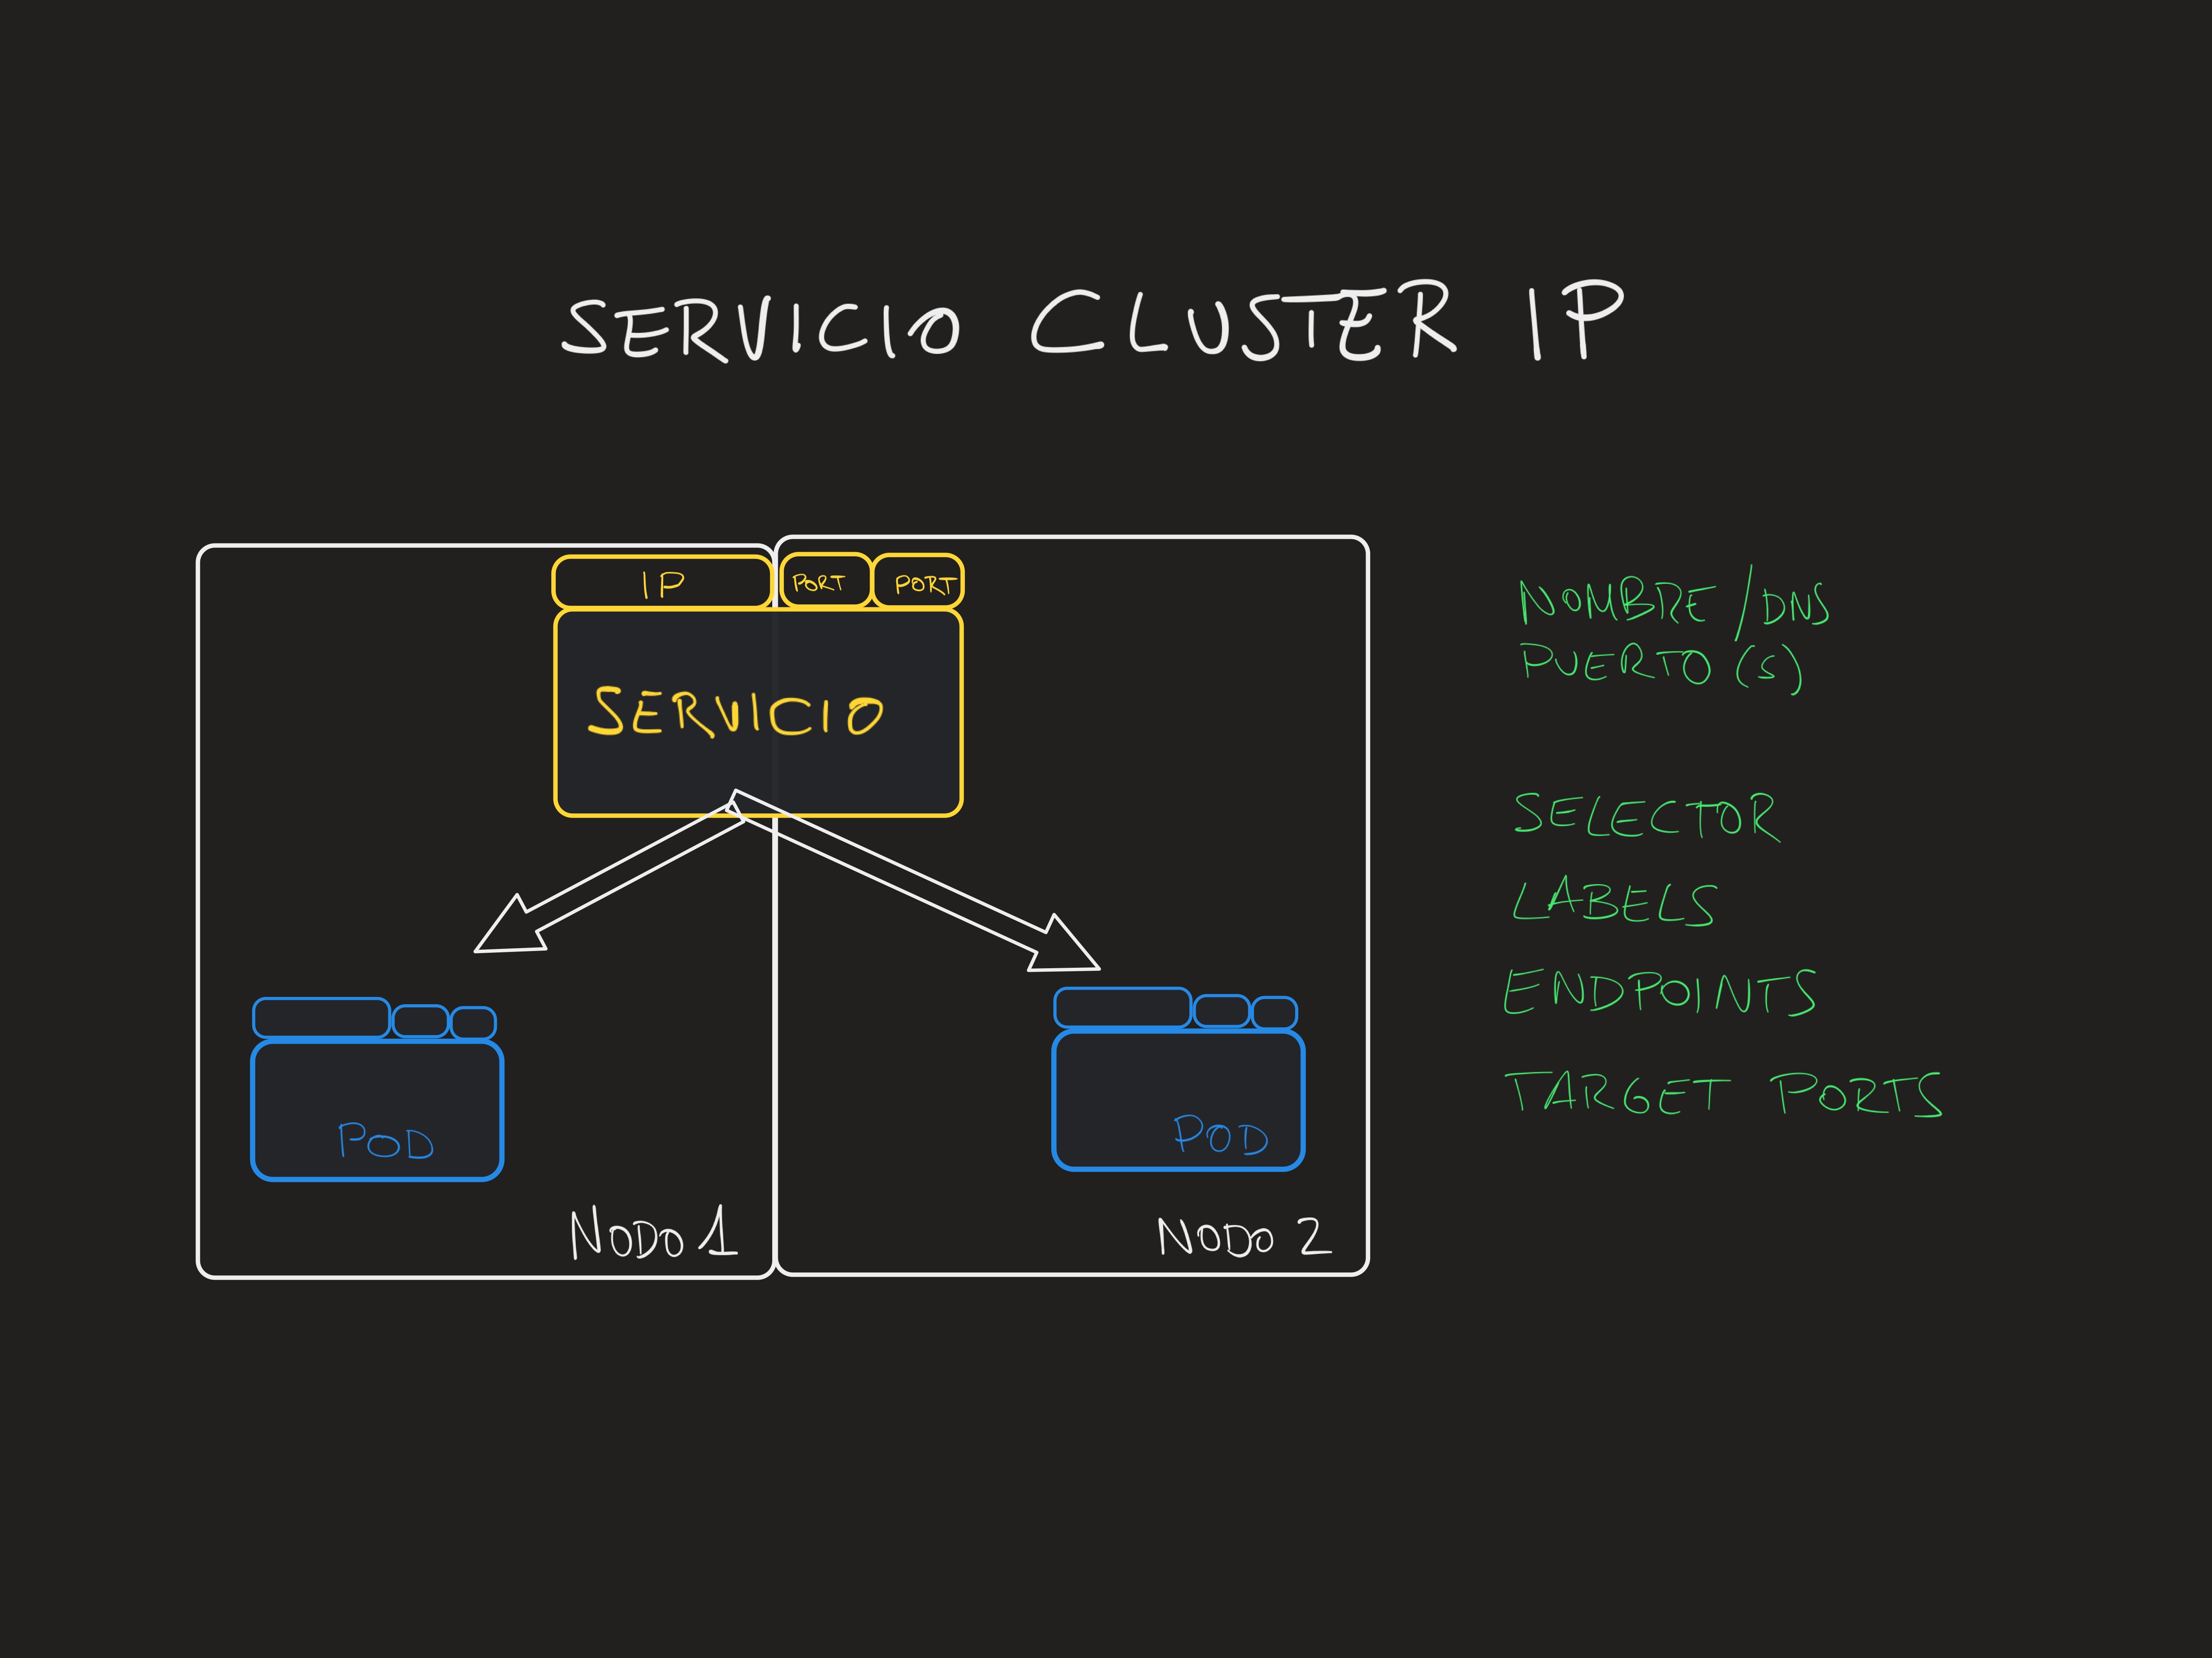 SERVICIO CLUSTER IP
IP PORT PORT
SERVICIO
POD
POD
NODO 1
NODO 2
NOMBRE/DNS
PUERTO(S)
SELECTOR
LABELS
ENDPOINTS
TARGET PORTS